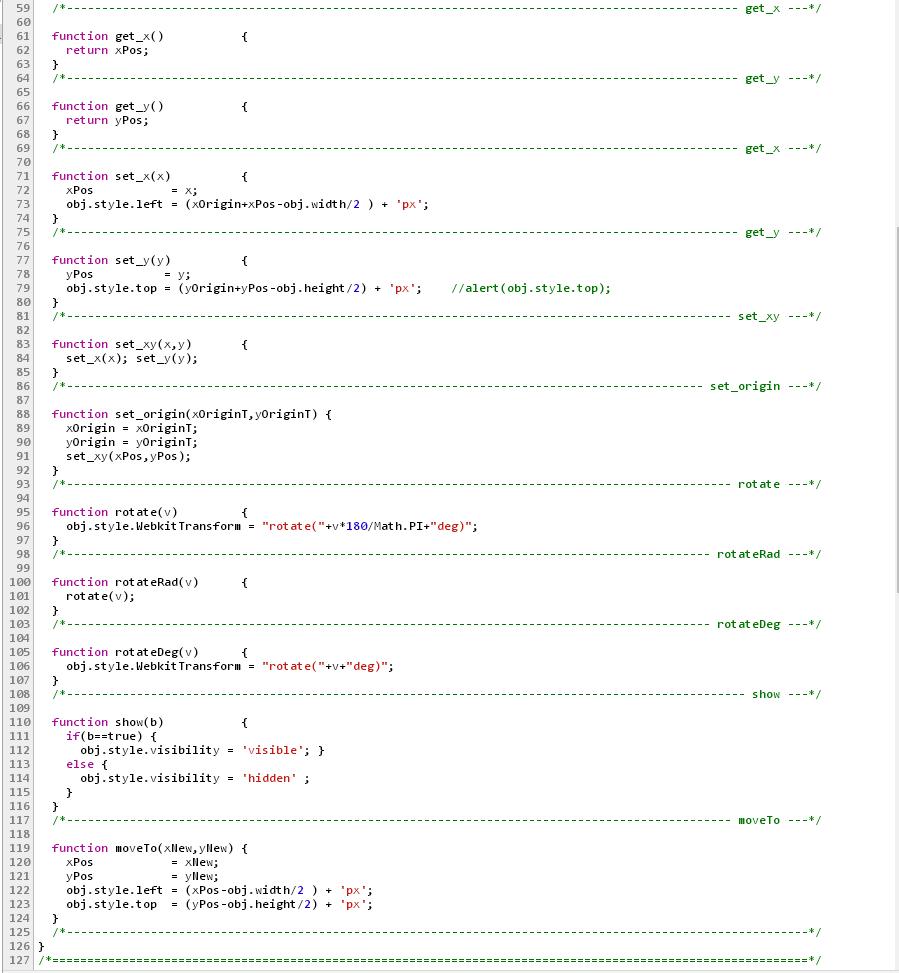 59 /*------------------------------------------------------------------------------------------------ get_x ---*/
60
61 function get_x() {
62 return xPos;
63 }
64 /*------------------------------------------------------------------------------------------------ get_y ---*/
65
66 function get_y() {
67 return yPos;
68 }
69 /*------------------------------------------------------------------------------------------------ get_x ---*/
70
71 function set_x(x) {
72 xPos = x;
73 obj.style.left = (xOrigin+xPos-obj.width/2 ) + 'px';
74 }
75 /*------------------------------------------------------------------------------------------------ get_y ---*/
76
77 function set_y(y) {
78 yPos = y;
79 obj.style.top = (yOrigin+yPos-obj.height/2) + 'px'; //alert(obj.style.top);
80 }
81 /*----------------------------------------------------------------------------------------------- set_xy ---*/
82
83 function set_xy(x,y) {
84 set_x(x); set_y(y);
85 }
86 /*------------------------------------------------------------------------------------------- set_origin ---*/
87
88 function set_origin(xOriginT,yOriginT) {
89 xOrigin = xOriginT;
90 yOrigin = yOriginT;
91 set_xy(xPos,yPos);
92 }
93 /*----------------------------------------------------------------------------------------------- rotate ---*/
94
95 function rotate(v) {
96 obj.style.WebkitTransform = "rotate("+v*180/Math.PI+"deg)";
97 }
98 /*-------------------------------------------------------------------------------------------- rotateRad ---*/
99
100 function rotateRad(v) {
101 rotate(v);
102 }
103 /*-------------------------------------------------------------------------------------------- rotateDeg ---*/
104
105 function rotateDeg(v) {
106 obj.style.WebkitTransform = "rotate("+v+"deg)";
107 }
108 /*------------------------------------------------------------------------------------------------- show ---*/
109
110 function show(b) {
111 if(b==true) {
112 obj.style.visibility = 'visible'; }
113 else {
114 obj.style.visibility = 'hidden' ;
115 }
116 }
117 /*----------------------------------------------------------------------------------------------- moveTo ---*/
118
119 function moveTo(xNew,yNew) {
120 xPos = xNew;
121 yPos = yNew;
122 obj.style.left = (xPos-obj.width/2 ) + 'px';
123 obj.style.top = (yPos-obj.height/2) + 'px';
124 }
125 /*----------------------------------------------------------------------------------------------------------*/
126 }
127 /*============================================================================================================*/